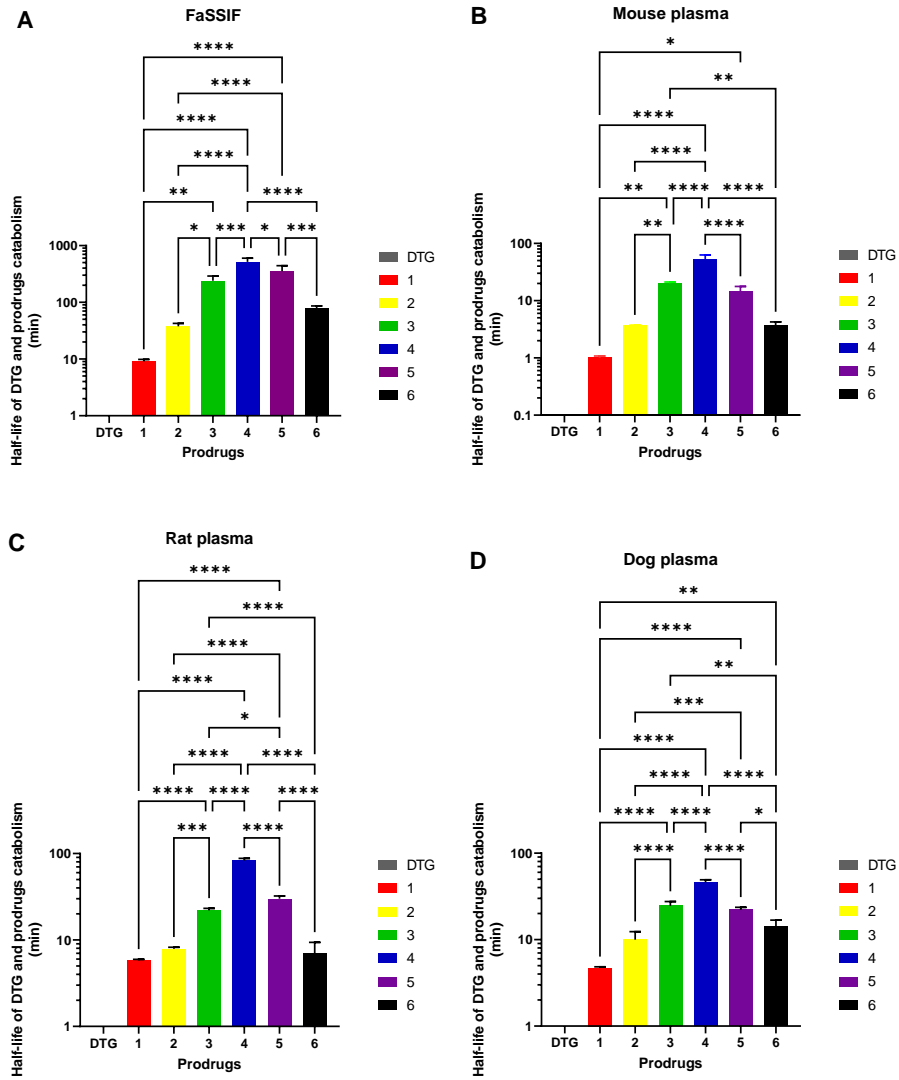 A
FaSSIF
****
****
****
****
** ****
* *** * ***
Half-life of DTG and prodrugs catabolism
(min)
1000
100
10
1
DTG 1 2 3 4 5 6
Prodrugs
DTG
1
2
3
4
5
6
B
Mouse plasma
*
**
****
****
** **** ****
** ****
Half-life of DTG and prodrugs catabolism
(min)
100
10
1
0.1
DTG 1 2 3 4 5 6
Prodrugs
DTG
1
2
3
4
5
6
C
Rat plasma
****
****
****
****
*
**** ****
**** **** ****
*** ****
Half-life of DTG and prodrugs catabolism
(min)
100
10
1
DTG 1 2 3 4 5 6
Prodrugs
DTG
1
2
3
4
5
6
D
Dog plasma
**
****
**
***
****
**** ****
**** **** *
**** ****
Half-life of DTG and prodrugs catabolism
(min)
100
10
1
DTG 1 2 3 4 5 6
Prodrugs
DTG
1
2
3
4
5
6